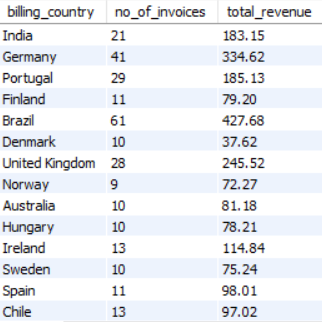 billing_country no_of_invoices total_revenue
India 21 183.15
Germany 41 334.62
Portugal 29 185.13
Finland 11 79.20
Brazil 61 427.68
Denmark 10 37.62
United Kingdom 28 245.52
Norway 9 72.27
Australia 10 81.18
Hungary 10 78.21
Ireland 13 114.84
Sweden 10 75.24
Spain 11 98.01
Chile 13 97.02